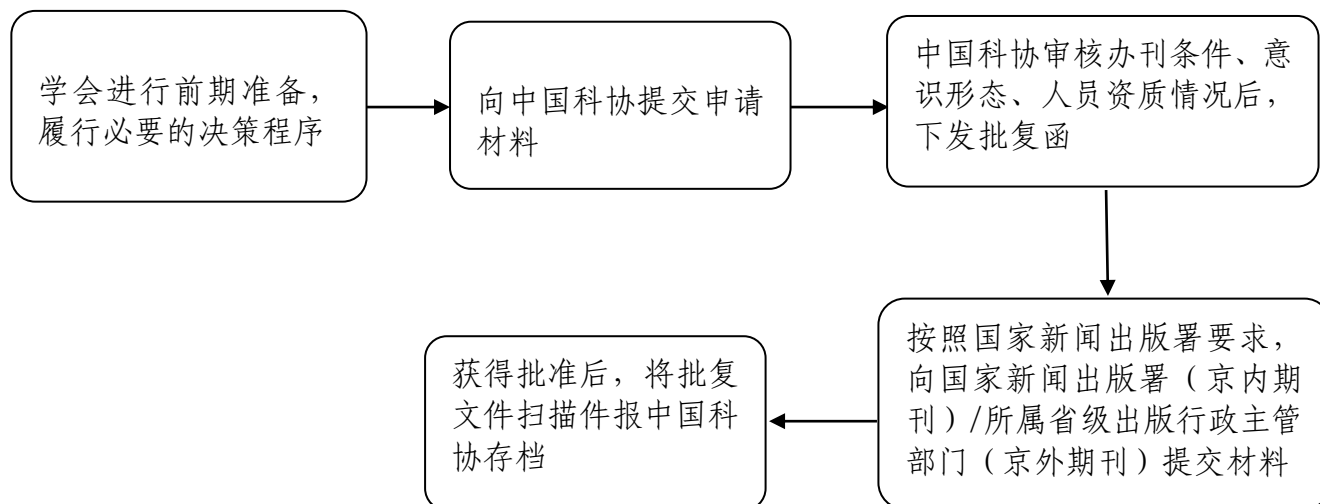 学会进行前期准备，
履行必要的决策程序
向中国科协提交申请
材料
中国科协审核办刊条件、意
识形态、人员资质情况后，
下发批复函
按照国家新闻出版署要求，
向国家新闻出版署（京内期
刊）/所属省级出版行政主管
部门（京外期刊）提交材料
获得批准后，将批复
文件扫描件报中国科
协存档